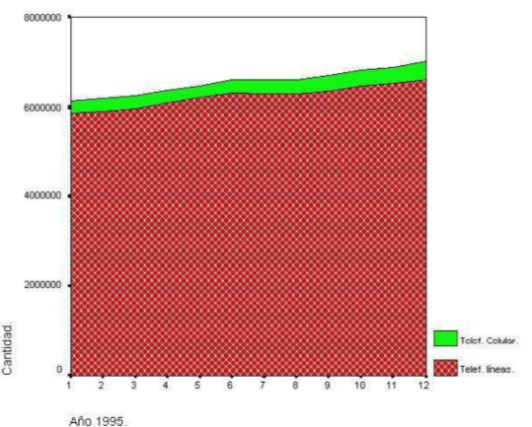 8000000
6000000
4000000
2000000
0
Cantidad.
1 2 3 4 5 6 7 8 9 10 11 12
Año 1995.
Telef. Celular.
Telef. líneas.